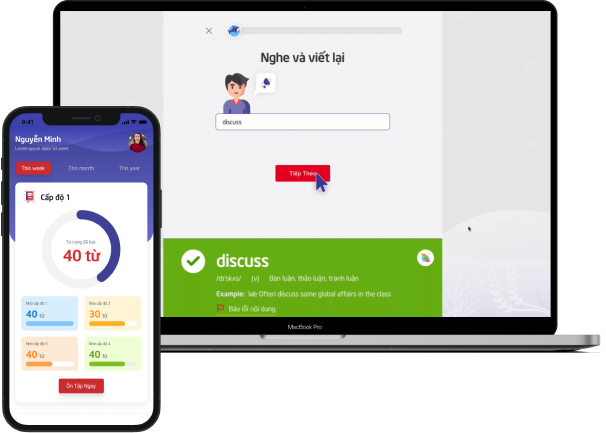 Nghe và viết lại
discuss
Tiếp Theo
discuss
/dɪˈskʌs/ (v) Bàn luận, thảo luận, tranh luận
Example: We Often discuss some global affairs in the class
Báo lỗi nội dung
MacBook Pro
9:41
Nguyễn Minh
Lorem ipsum dolor sit amet
This week
This month
This year
Cấp độ 1
Từ vựng đã học
40 từ
Nhớ cấp độ 1
40 từ
Nhớ cấp độ 2
30 từ
Nhớ cấp độ 3
40 từ
Nhớ cấp độ 4
40 từ
Ôn Tập Ngay